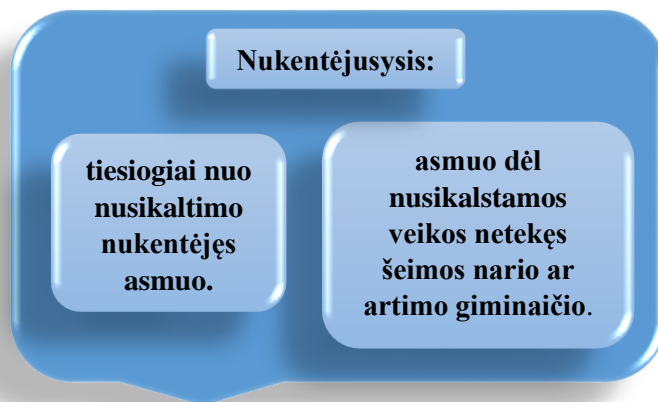 Nukentėjusysis:
tiesiogiai nuo
nusikaltimo
nukentėjęs
asmuo.
asmuo dėl
nusikalstamos
veikos netekęs
šeimos nario ar
artimo giminaičio.